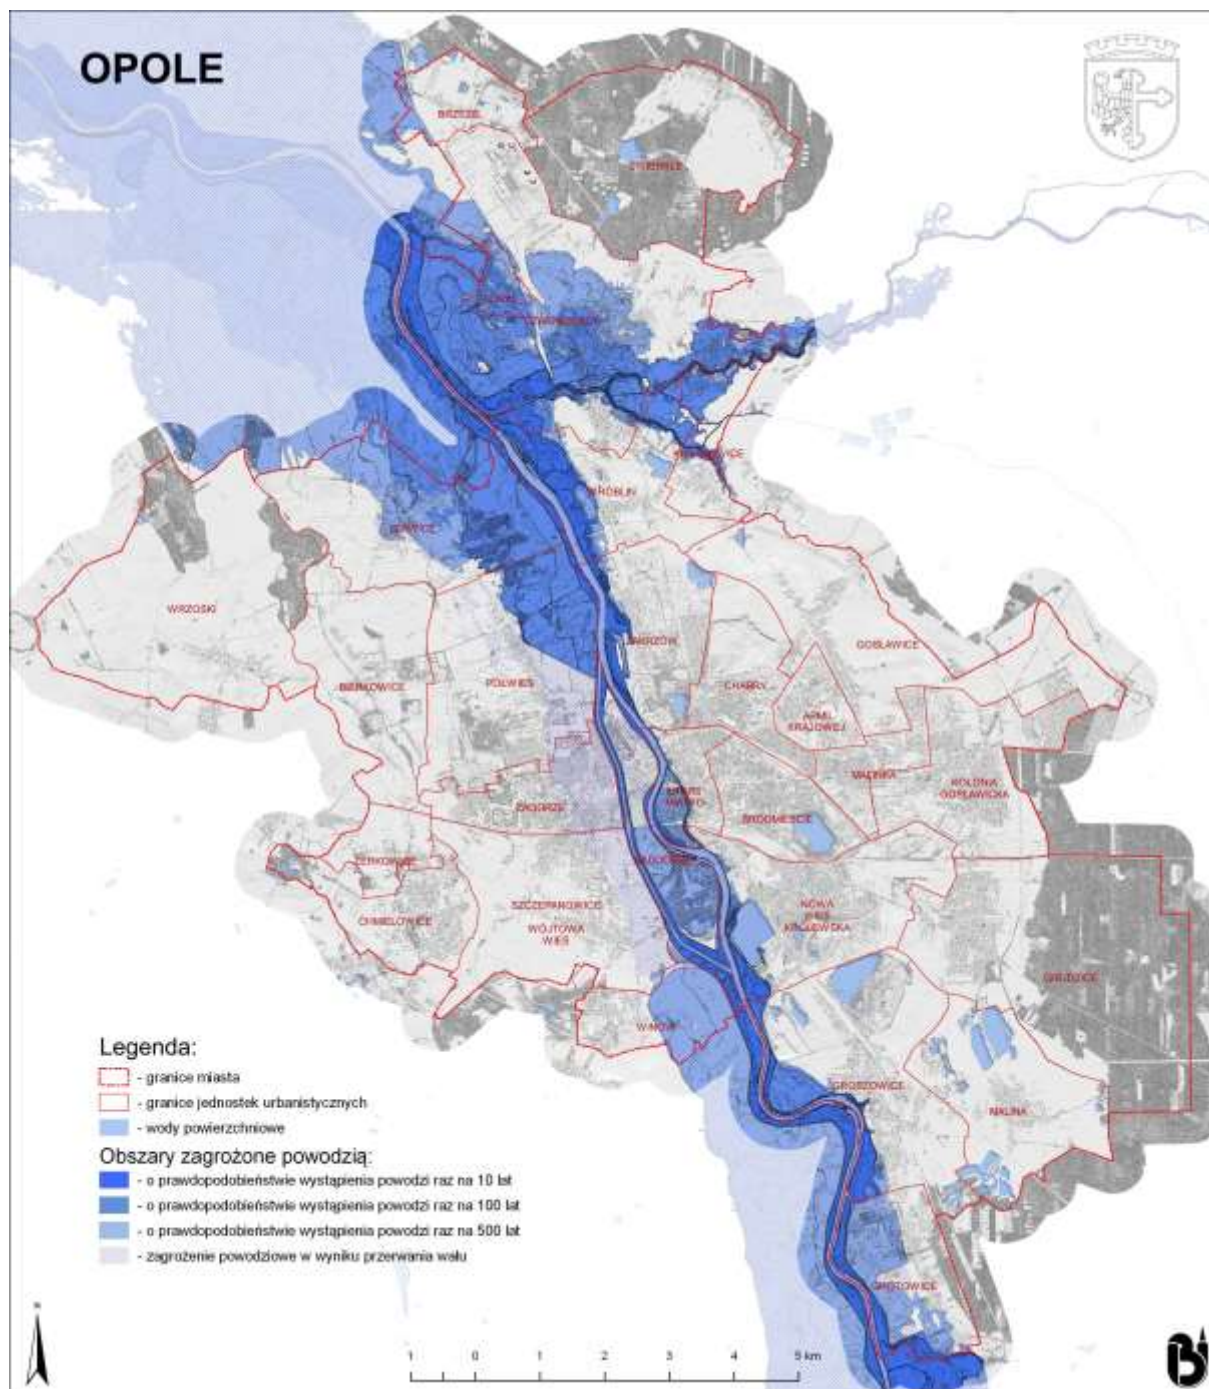 OPOLE
BRZEZIE
WRÓBLIN
WRZOSKI
BIERKOWICE
PÓŁWIEŚ
ZAKRZÓW
GOSŁAWICE
CHABRY
ARMII
KRAJOWEJ
MALINKA
KOLONIA
GOSŁAWICKA
ŚRÓDMIEŚCIE
ZAODRZE
STARE
MIASTO
CHMIELOWICE
SZCZEPANOWICE
WÓJTOWA
WIEŚ
NOWA
WIEŚ
KRÓLEWSKA
GRUDZICE
WINÓW
GROSZOWICE
MALINA
GROTOWICE
Legenda:
- granice miasta
- granice jednostek urbanistycznych
- wody powierzchniowe
Obszary zagrożone powodzią:
- o prawdopodobieństwie wystąpienia powodzi raz na 10 lat
- o prawdopodobieństwie wystąpienia powodzi raz na 100 lat
- o prawdopodobieństwie wystąpienia powodzi raz na 500 lat
- zagrożenie powodziowe w wyniku przerwania wału
1 0 1 2 3 4 5 km